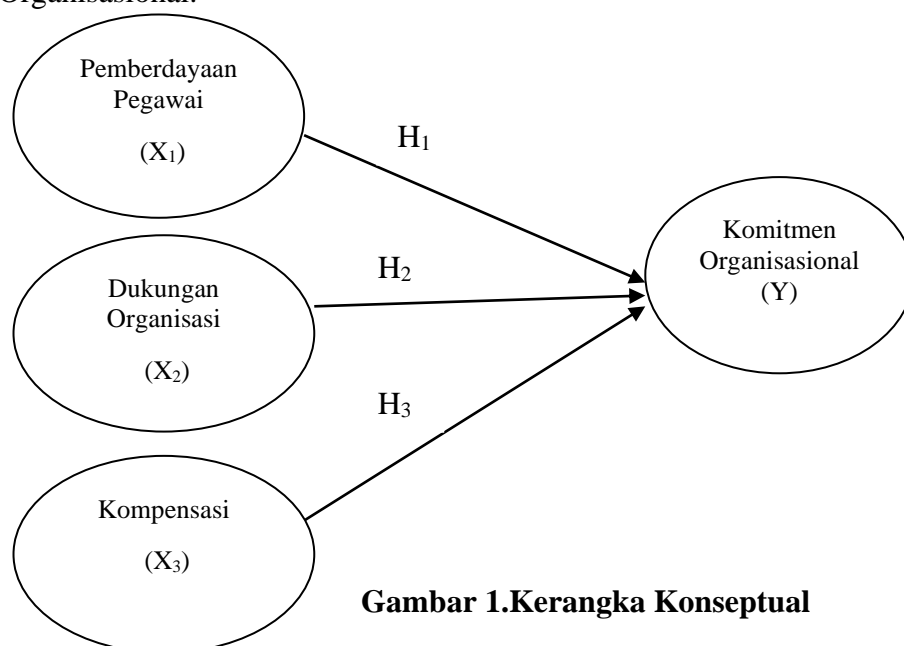 Organisasional.
Pemberdayaan
Pegawai
(X₁)
H₁
Komitmen
Organisasional
(Y)
H₂
Dukungan
Organisasi
(X₂)
H₃
Kompensasi
(X₃)
Gambar 1.Kerangka Konseptual